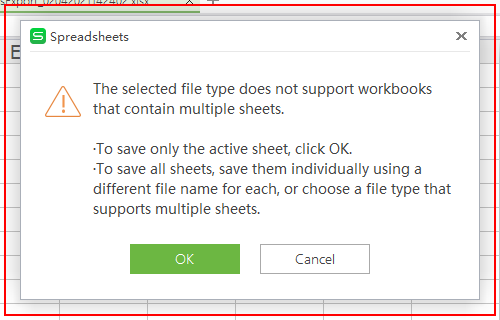 Export_02042021142402.xlsx
Spreadsheets
The selected file type does not support workbooks
that contain multiple sheets.
·To save only the active sheet, click OK.
·To save all sheets, save them individually using a
different file name for each, or choose a file type that
supports multiple sheets.
OK
Cancel